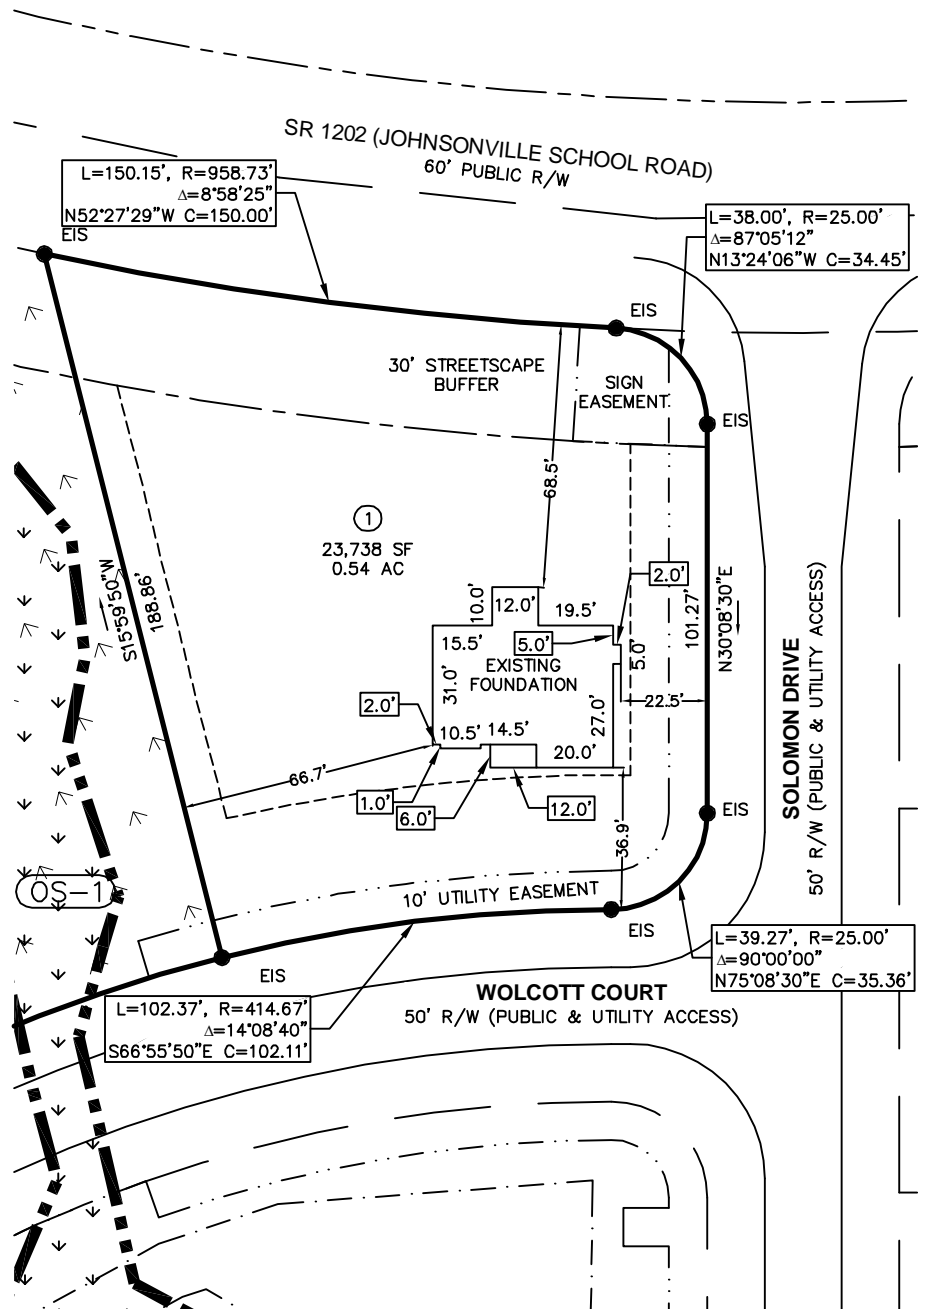 SR 1202 (JOHNSONVILLE SCHOOL ROAD)
60' PUBLIC R/W
L=150.15', R=958.73'
Δ=8°58'25"
N52°27'29"W C=150.00'
EIS
L=38.00', R=25.00'
Δ=87°05'12"
N13°24'06"W C=34.45'
EIS
30' STREETSCAPE
BUFFER
SIGN
EASEMENT
EIS
68.5'
1
23,738 SF
0.54 AC
S15°59'50"W
188.86'
10.0'
12.0'
19.5'
2.0'
15.5'
5.0'
5.0'
EXISTING
FOUNDATION
31.0'
27.0'
101.27'
N30°08'30"E
22.5'
SOLOMON DRIVE
50' R/W (PUBLIC & UTILITY ACCESS)
2.0'
10.5'
14.5'
20.0'
66.7'
1.0'
6.0'
12.0'
36.9'
EIS
OS-1
10' UTILITY EASEMENT
EIS
EIS
L=39.27', R=25.00'
Δ=90°00'00"
N75°08'30"E C=35.36'
WOLCOTT COURT
50' R/W (PUBLIC & UTILITY ACCESS)
L=102.37', R=414.67'
Δ=14°08'40"
S66°55'50"E C=102.11'